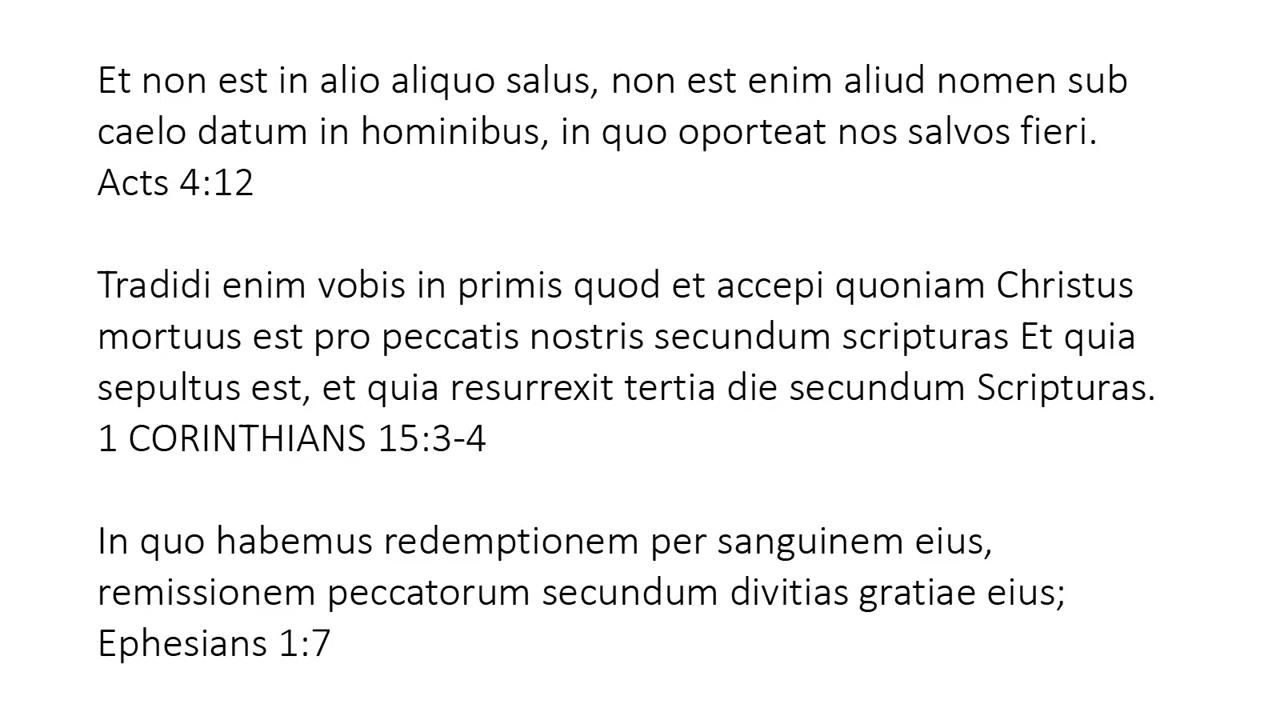 Et non est in alio aliquo salus, non est enim aliud nomen sub
caelo datum in hominibus, in quo oporteat nos salvos fieri.
Acts 4:12
Tradidi enim vobis in primis quod et accepi quoniam Christus
mortuus est pro peccatis nostris secundum scripturas Et quia
sepultus est, et quia resurrexit tertia die secundum Scripturas.
1 CORINTHIANS 15:3-4
In quo habemus redemptionem per sanguinem eius,
remissionem peccatorum secundum divitias gratiae eius;
Ephesians 1:7